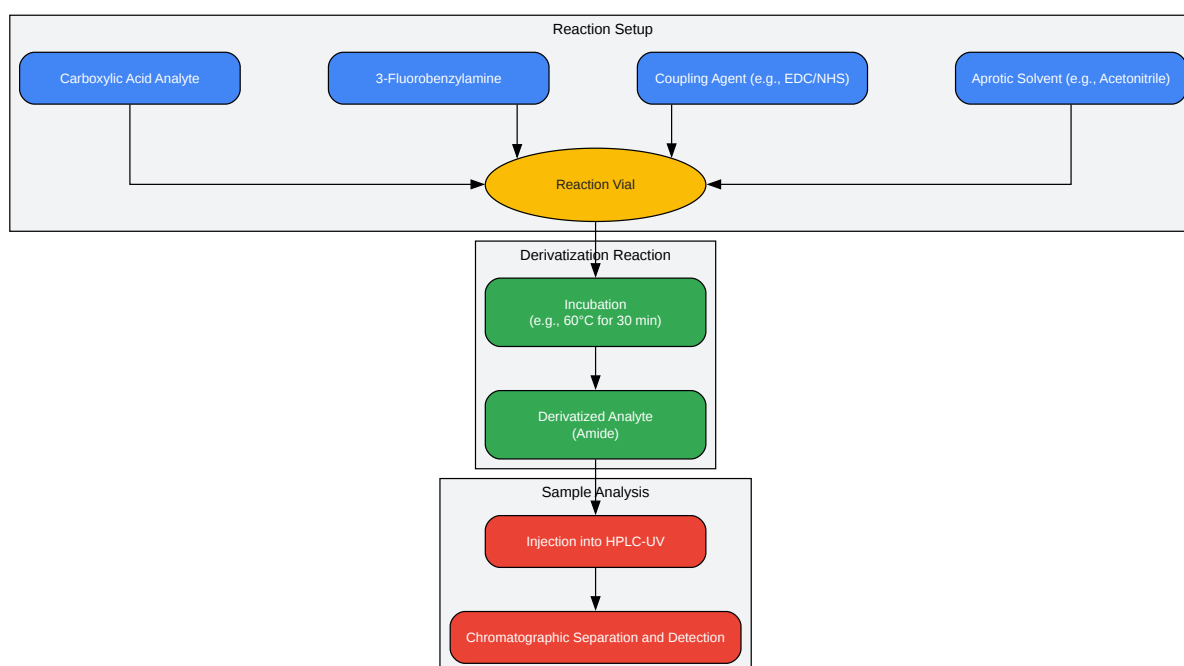 Reaction Setup
Carboxylic Acid Analyte
3-Fluorobenzylamine
Coupling Agent (e.g., EDC/NHS)
Aprotic Solvent (e.g., Acetonitrile)
Reaction Vial
Derivatization Reaction
Incubation
(e.g., 60°C for 30 min)
Derivatized Analyte
(Amide)
Sample Analysis
Injection into HPLC-UV
Chromatographic Separation and Detection